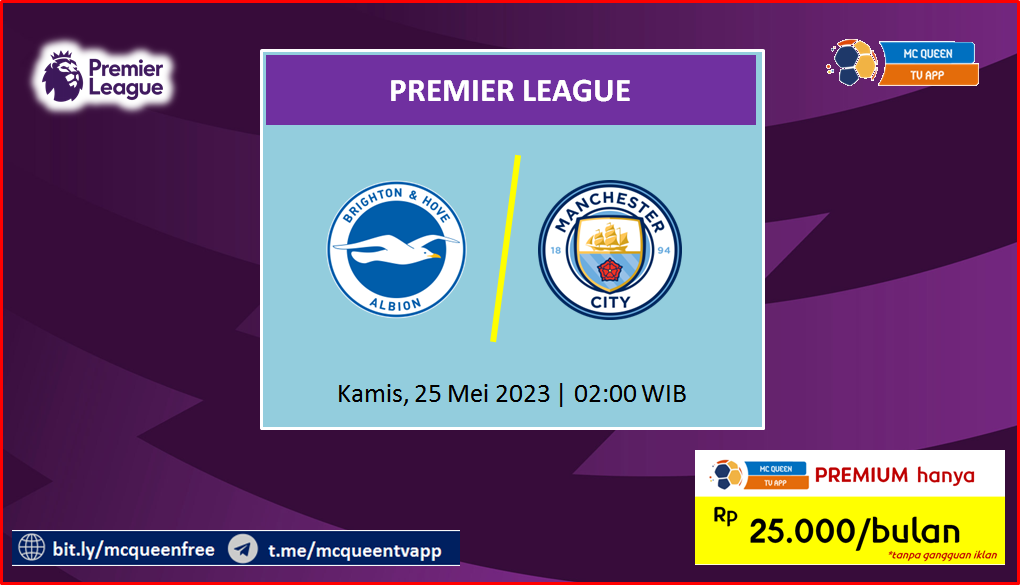 Premier
League
MC QUEEN
TV APP
PREMIER LEAGUE
BRIGHTON & HOVE
ALBION
MANCHESTER
18 94
CITY
Kamis, 25 Mei 2023 | 02:00 WIB
MC QUEEN
TV APP
PREMIUM hanya
Rp 25.000/bulan
*tanpa gangguan iklan
bit.ly/mcqueenfree
t.me/mcqueentvapp